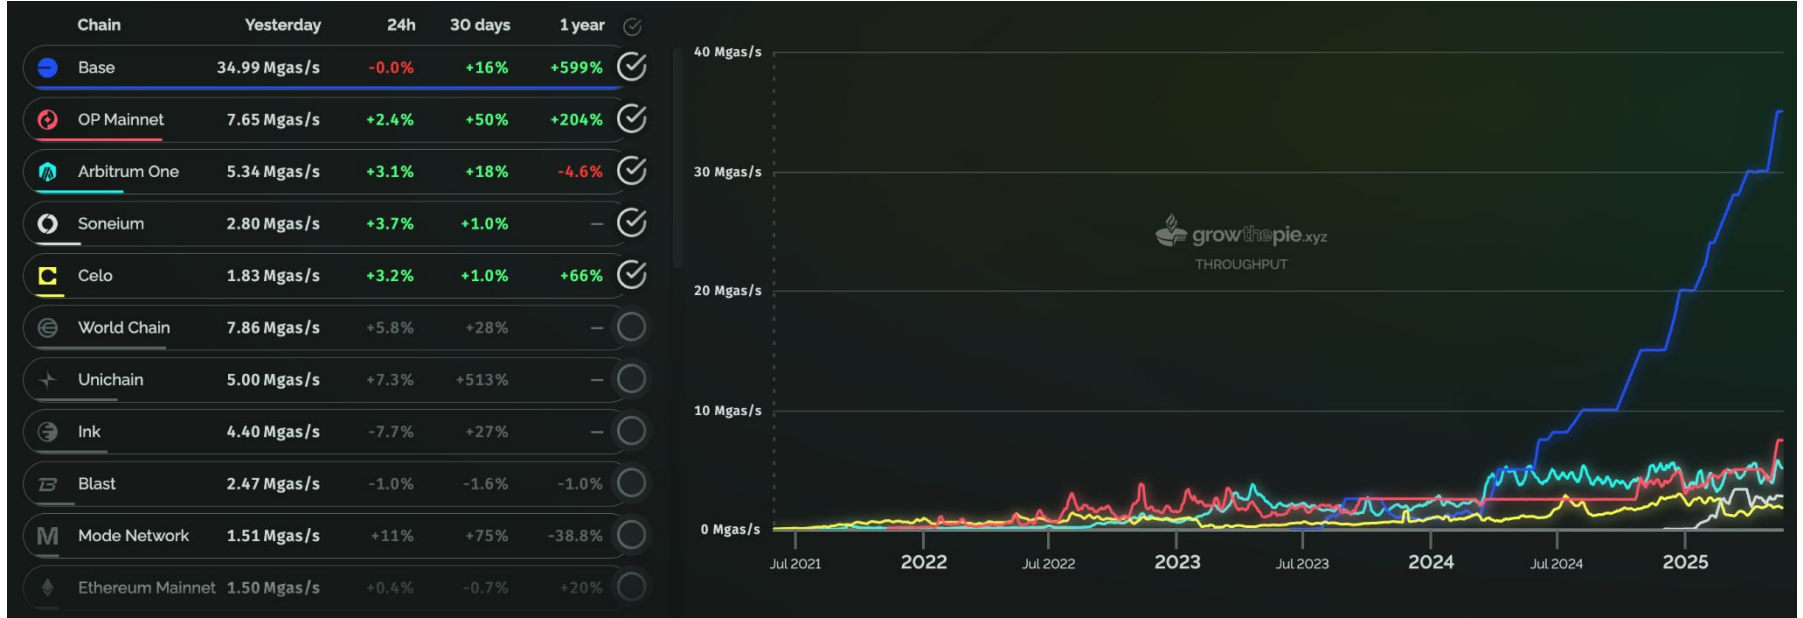 Chain Yesterday 24h 30 days 1 year
Base 34.99 Mgas/s -0.0% +16% +599%
OP Mainnet 7.65 Mgas/s +2.4% +50% +204%
Arbitrum One 5.34 Mgas/s +3.1% +18% -4.6%
Soneium 2.80 Mgas/s +3.7% +1.0% —
Celo 1.83 Mgas/s +3.2% +1.0% +66%
World Chain 7.86 Mgas/s +5.8% +28% —
Unichain 5.00 Mgas/s +7.3% +513% —
Ink 4.40 Mgas/s -7.7% +27% —
Blast 2.47 Mgas/s -1.0% -1.6% -1.0%
Mode Network 1.51 Mgas/s +11% +75% -38.8%
Ethereum Mainnet 1.50 Mgas/s +0.4% -0.7% +20%
40 Mgas/s
30 Mgas/s
20 Mgas/s
10 Mgas/s
0 Mgas/s
growthepie.xyz
THROUGHPUT
Jul 2021 2022 Jul 2022 2023 Jul 2023 2024 Jul 2024 2025